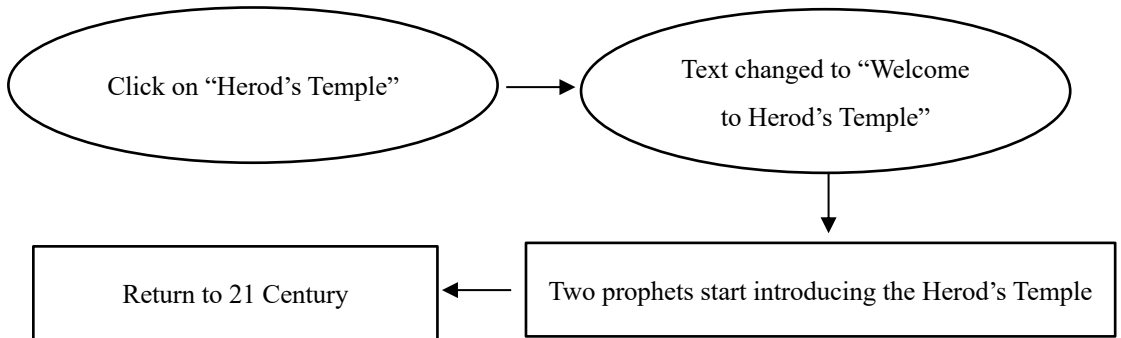 Click on “Herod’s Temple”
Text changed to “Welcome
to Herod’s Temple”
Two prophets start introducing the Herod’s Temple
Return to 21 Century